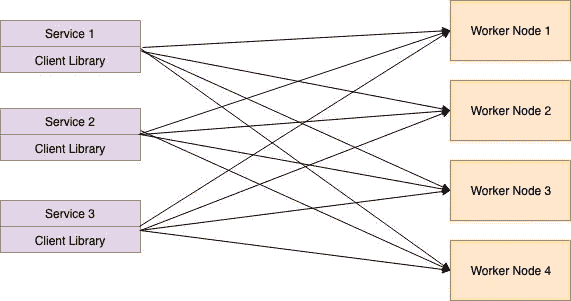 Service 1
Client Library
Service 2
Client Library
Service 3
Client Library
Worker Node 1
Worker Node 2
Worker Node 3
Worker Node 4